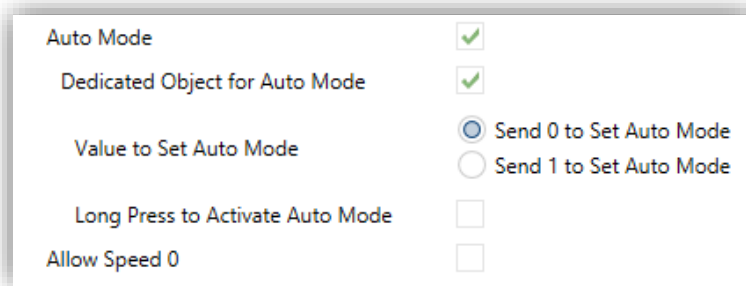 Auto Mode
Dedicated Object for Auto Mode
Value to Set Auto Mode
Send 0 to Set Auto Mode
Send 1 to Set Auto Mode
Long Press to Activate Auto Mode
Allow Speed 0